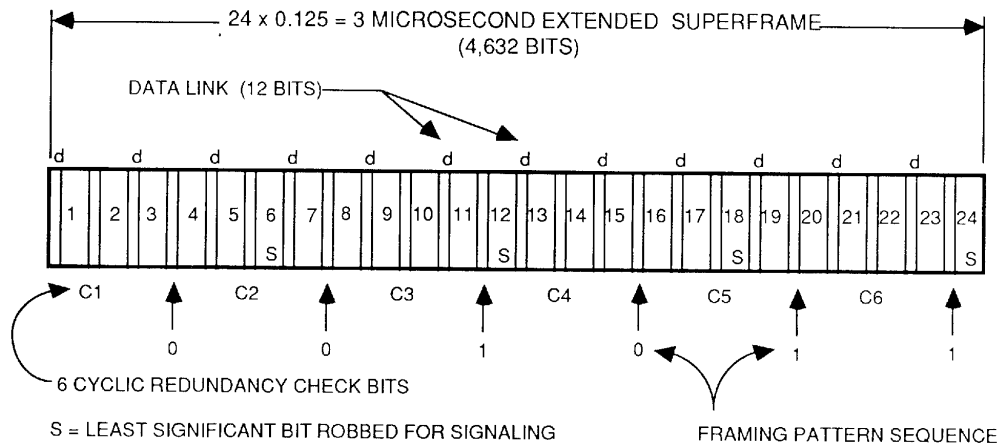 24 x 0.125 = 3 MICROSECOND EXTENDED SUPERFRAME
(4,632 BITS)
DATA LINK (12 BITS)
d d d d d d d d d d d d
1 2 3 4 5 6 7 8 9 10 11 12 13 14 15 16 17 18 19 20 21 22 23 24
S S S S
C1 C2 C3 C4 C5 C6
0 0 1 0 1 1
6 CYCLIC REDUNDANCY CHECK BITS
S = LEAST SIGNIFICANT BIT ROBBED FOR SIGNALING
FRAMING PATTERN SEQUENCE